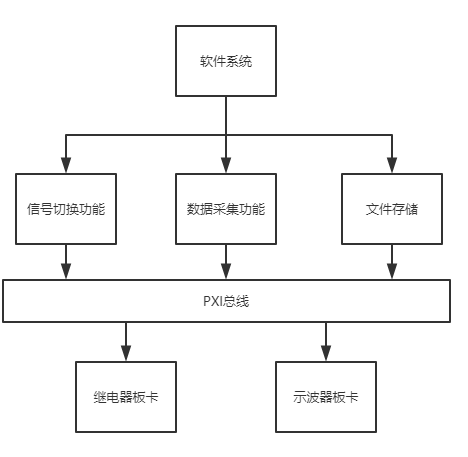 软件系统
信号切换功能
数据采集功能
文件存储
PXI总线
继电器板卡
示波器板卡